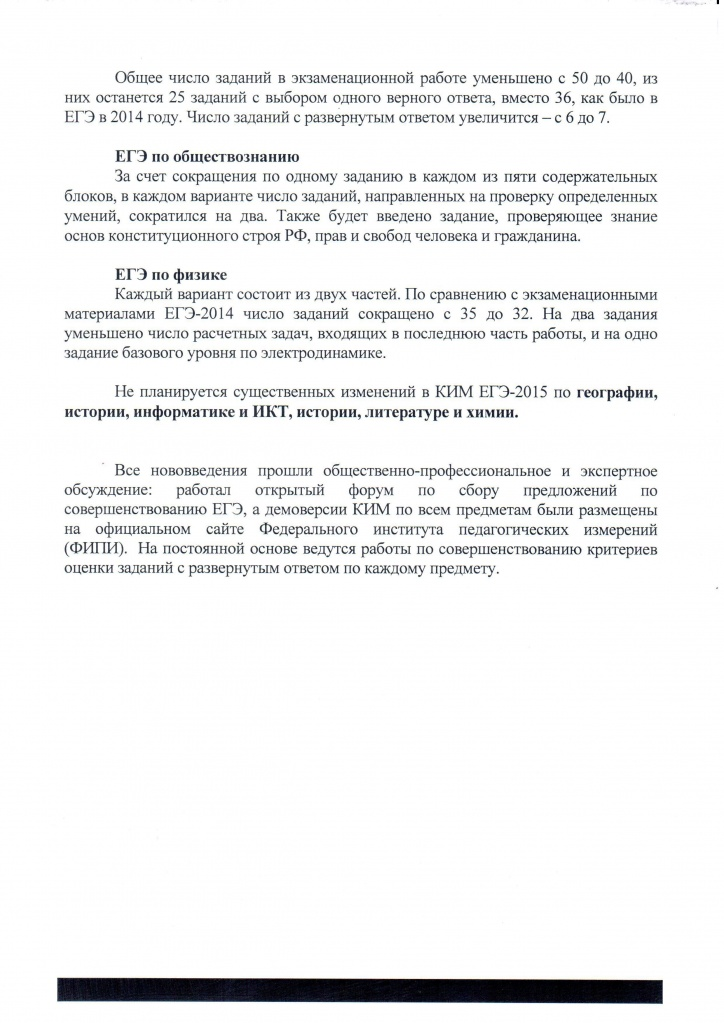 Общее число заданий в экзаменационной работе уменьшено с 50 до 40, из
них останется 25 заданий с выбором одного верного ответа, вместо 36, как было в
ЕГЭ в 2014 году. Число заданий с развернутым ответом увеличится – с 6 до 7.
ЕГЭ по обществознанию
За счет сокращения по одному заданию в каждом из пяти содержательных
блоков, в каждом варианте число заданий, направленных на проверку определенных
умений, сократился на два. Также будет введено задание, проверяющее знание
основ конституционного строя РФ, прав и свобод человека и гражданина.
ЕГЭ по физике
Каждый вариант состоит из двух частей. По сравнению с экзаменационными
материалами ЕГЭ-2014 число заданий сокращено с 35 до 32. На два задания
уменьшено число расчетных задач, входящих в последнюю часть работы, и на одно
задание базового уровня по электродинамике.
Не планируется существенных изменений в КИМ ЕГЭ-2015 по географии,
истории, информатике и ИКТ, истории, литературе и химии.
Все нововведения прошли общественно-профессиональное и экспертное
обсуждение: работал открытый форум по сбору предложений по
совершенствованию ЕГЭ, а демоверсии КИМ по всем предметам были размещены
на официальном сайте Федерального института педагогических измерений
(ФИПИ). На постоянной основе ведутся работы по совершенствованию критериев
оценки заданий с развернутым ответом по каждому предмету.